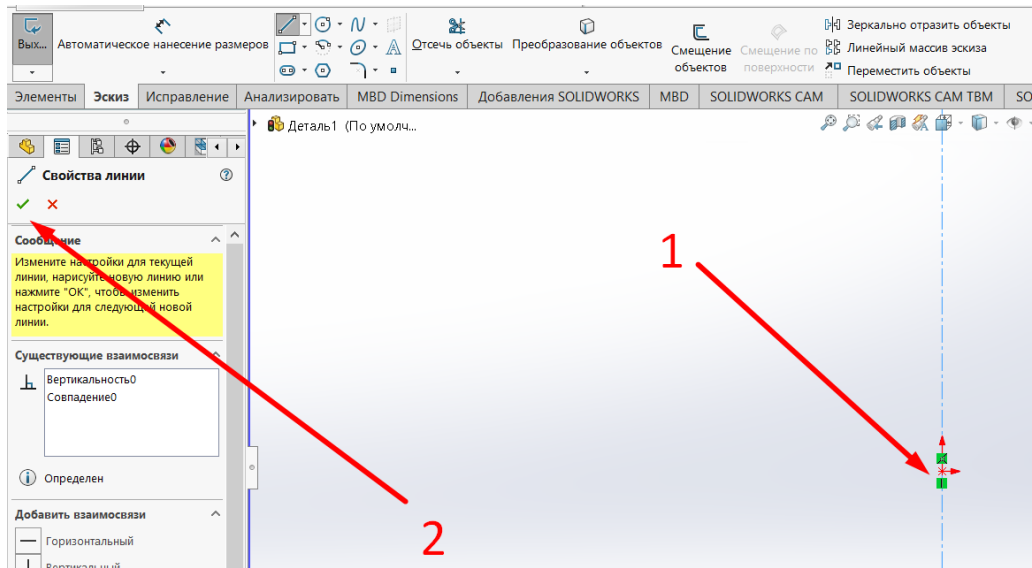 Вых...
Автоматическое нанесение размеров
Отсечь объекты
Преобразование объектов
Смещение объектов
Смещение по поверхности
Зеркально отразить объекты
Линейный массив эскиза
Переместить объекты
Элементы Эскиз Исправление Анализировать MBD Dimensions Добавления SOLIDWORKS MBD SOLIDWORKS CAM SOLIDWORKS CAM TBM SO
Деталь1 (По умолч...
Свойства линии
Сообщение
Измените настройки для текущей
линии, нарисуйте новую линию или
нажмите "ОК", чтобы изменить
настройки для следующей новой
линии.
Существующие взаимосвязи
Вертикальность0
Совпадение0
Определен
Добавить взаимосвязи
Горизонтальный
Вертикальный
1
2